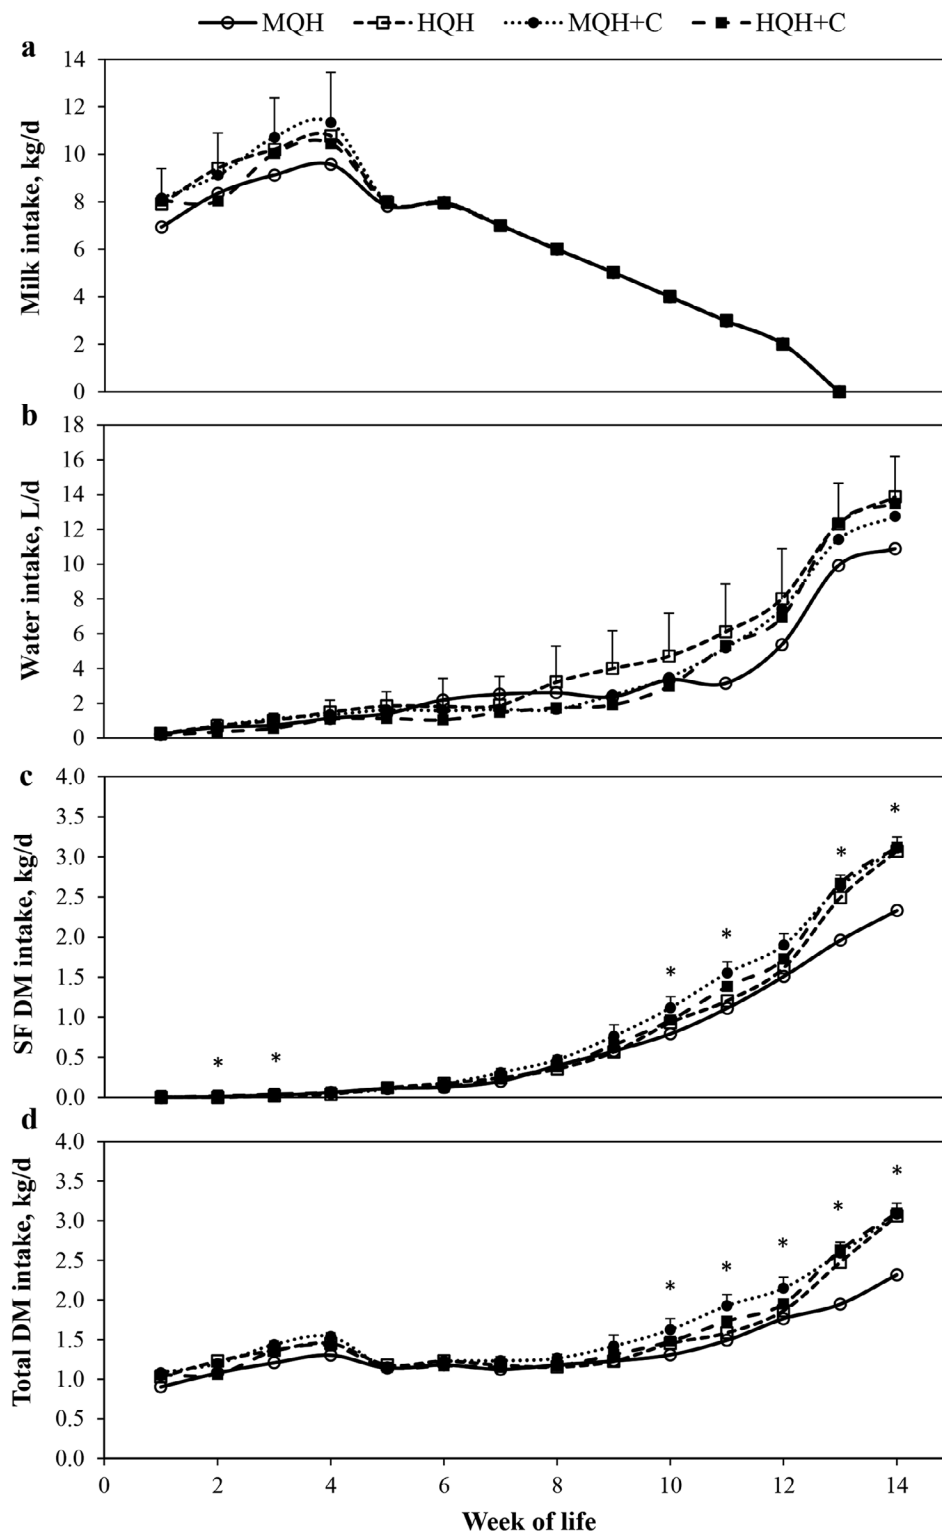 MQH HQH MQH+C HQH+C
a
14
12
10
8
6
4
2
0
Milk intake, kg/d
b
18
16
14
12
10
8
6
4
2
0
Water intake, L/d
c
4.0
3.5
3.0
2.5
2.0
1.5
1.0
0.5
0.0
SF DM intake, kg/d
* * * * * *
d
4.0
3.5
3.0
2.5
2.0
1.5
1.0
0.5
0.0
Total DM intake, kg/d
* * * * *
0 2 4 6 8 10 12 14
Week of life